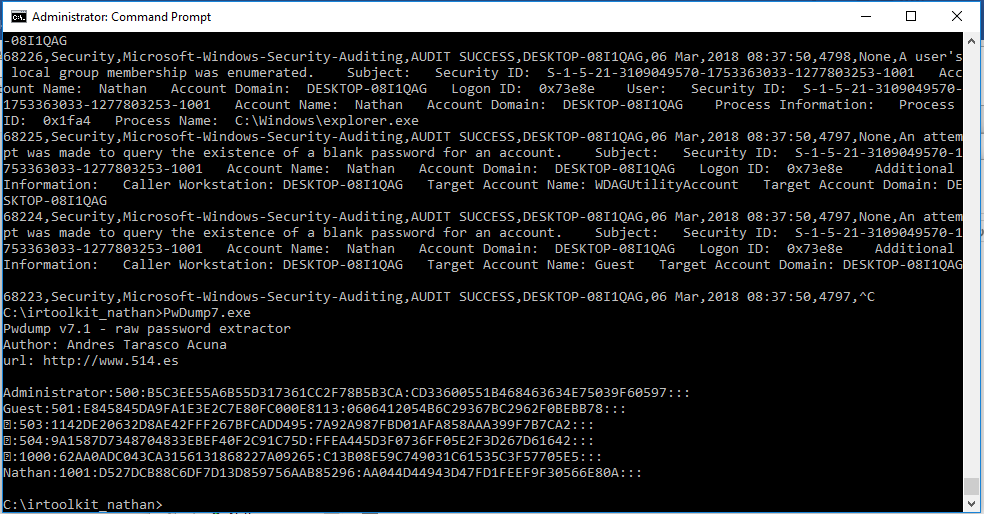 Administrator: Command Prompt
-08I1QAG
68226,Security,Microsoft-Windows-Security-Auditing,AUDIT SUCCESS,DESKTOP-08I1QAG,06 Mar,2018 08:37:50,4798,None,A user's
 local group membership was enumerated.   Subject:   Security ID:  S-1-5-21-3109049570-1753363033-1277803253-1001   Acc
ount Name:  Nathan   Account Domain:  DESKTOP-08I1QAG   Logon ID:  0x73e8e    User:   Security ID:  S-1-5-21-3109049570-
1753363033-1277803253-1001   Account Name:  Nathan   Account Domain:  DESKTOP-08I1QAG    Process Information:   Process
ID:  0x1fa4   Process Name:  C:\Windows\explorer.exe
68225,Security,Microsoft-Windows-Security-Auditing,AUDIT SUCCESS,DESKTOP-08I1QAG,06 Mar,2018 08:37:50,4797,None,An attem
pt was made to query the existence of a blank password for an account.    Subject:   Security ID:  S-1-5-21-3109049570-1
753363033-1277803253-1001   Account Name:  Nathan   Account Domain:  DESKTOP-08I1QAG   Logon ID:  0x73e8e    Additional
Information:   Caller Workstation: DESKTOP-08I1QAG   Target Account Name: WDAGUtilityAccount   Target Account Domain: DE
SKTOP-08I1QAG
68224,Security,Microsoft-Windows-Security-Auditing,AUDIT SUCCESS,DESKTOP-08I1QAG,06 Mar,2018 08:37:50,4797,None,An attem
pt was made to query the existence of a blank password for an account.    Subject:   Security ID:  S-1-5-21-3109049570-1
753363033-1277803253-1001   Account Name:  Nathan   Account Domain:  DESKTOP-08I1QAG   Logon ID:  0x73e8e    Additional
Information:   Caller Workstation: DESKTOP-08I1QAG   Target Account Name: Guest   Target Account Domain: DESKTOP-08I1QAG
68223,Security,Microsoft-Windows-Security-Auditing,AUDIT SUCCESS,DESKTOP-08I1QAG,06 Mar,2018 08:37:50,4797,^C
C:\irtoolkit_nathan>PwDump7.exe
Pwdump v7.1 - raw password extractor
Author: Andres Tarasco Acuna
url: http://www.514.es
Administrator:500:B5C3EE55A6B55D317361CC2F78B5B3CA:CD33600551B468463634E75039F60597:::
Guest:501:E845845DA9FA1E3E2C7E80FC000E8113:0606412054B6C29367BC2962F0BEBB78:::
:503:1142DE20632D8AE42FFF267BFCADD495:7A92A987FBD01AFA858AAA399F7B7CA2:::
:504:9A1587D7348704833EBEF40F2C91C75D:FFEA445D3F0736FF05E2F3D267D61642:::
:1000:62AA0ADC043CA3156131868227A09265:C13B08E59C749031C61535C3F57705E5:::
Nathan:1001:D527DCB88C6DF7D13D859756AAB85296:AA044D44943D47FD1FEEF9F30566E80A:::
C:\irtoolkit_nathan>